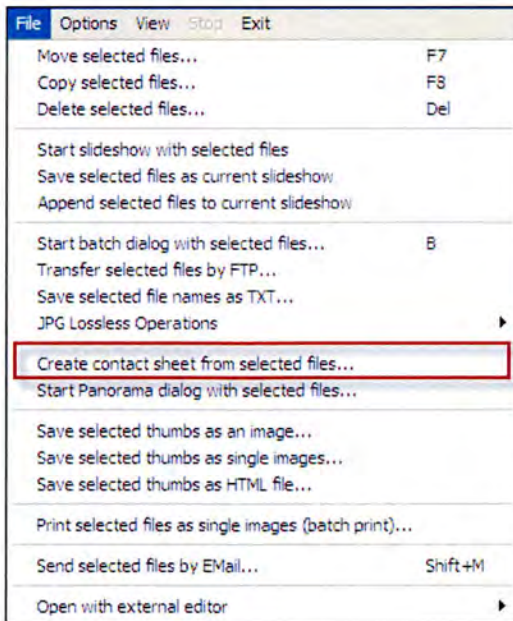 File Options View Stop Exit
Move selected files... F7
Copy selected files... F8
Delete selected files... Del
Start slideshow with selected files
Save selected files as current slideshow
Append selected files to current slideshow
Start batch dialog with selected files... B
Transfer selected files by FTP...
Save selected file names as TXT...
JPG Lossless Operations
Create contact sheet from selected files...
Start Panorama dialog with selected files...
Save selected thumbs as an image...
Save selected thumbs as single images...
Save selected thumbs as HTML file...
Print selected files as single images (batch print)...
Send selected files by EMail... Shift+M
Open with external editor